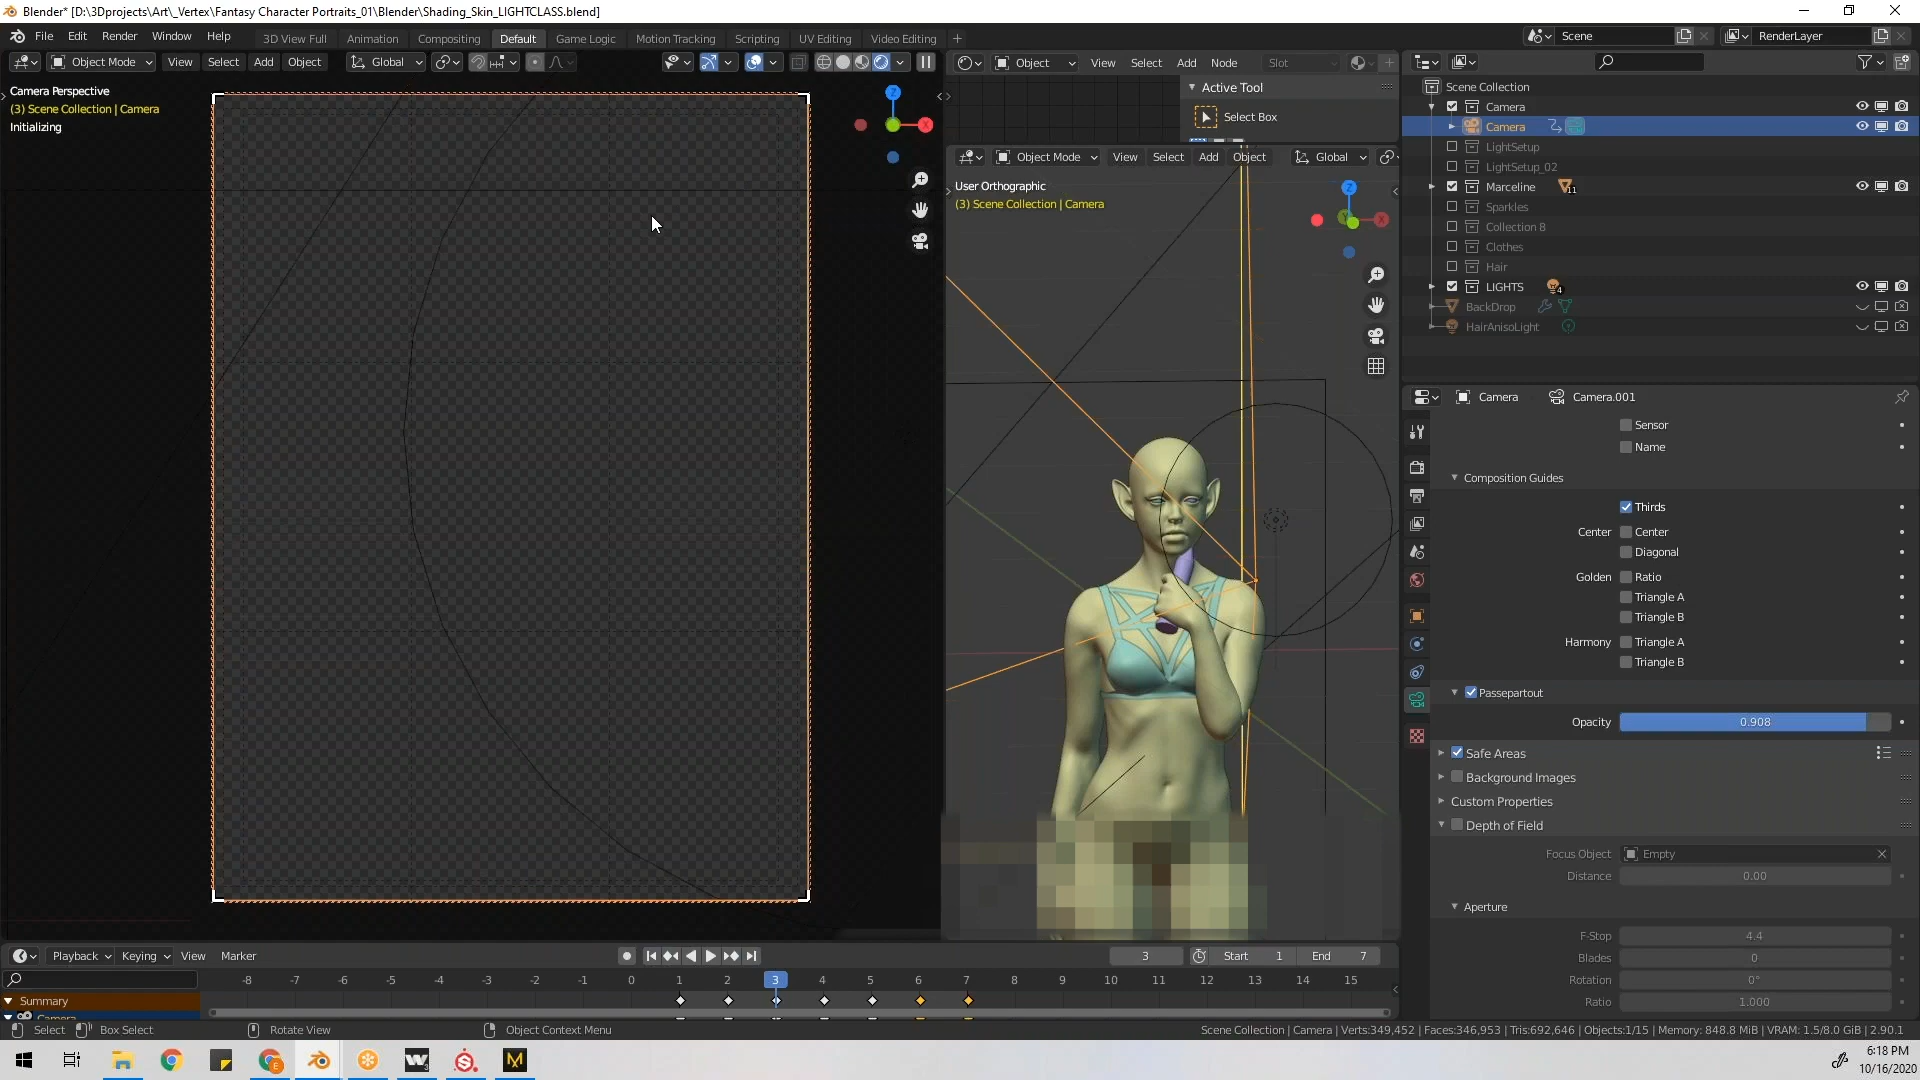 Blender* [D:\3Dprojects\Art\_Vertex\Fantasy Character Portraits_01\Blender\Shading_Skin_LIGHTCLASS.blend]
File Edit Render Window Help 3D View Full Animation Compositing Default Game Logic Motion Tracking Scripting UV Editing Video Editing + Scene RenderLayer
Object Mode View Select Add Object Global
Object View Select Add Node Slot
Camera Perspective
(3) Scene Collection | Camera
Initializing
Z
X
Active Tool
Select Box
Object Mode View Select Add Object Global
User Orthographic
(3) Scene Collection | Camera
Z
Y
X
Scene Collection
Camera
Camera
LightSetup
LightSetup_02
Marceline 11
Sparkles
Collection 8
Clothes
Hair
LIGHTS 4
BackDrop
HairAnisoLight
Camera Camera.001
Sensor
Name
Composition Guides
Thirds
Center Center
Diagonal
Golden Ratio
Triangle A
Triangle B
Harmony Triangle A
Triangle B
Passepartout
Opacity 0.908
Safe Areas
Background Images
Custom Properties
Depth of Field
Focus Object Empty
Distance 0.00
Aperture
F-Stop 4.4
Blades 0
Rotation 0°
Ratio 1.000
Playback Keying View Marker 3 Start 1 End 7
-8 -7 -6 -5 -4 -3 -2 -1 0 1 2 3 4 5 6 7 8 9 10 11 12 13 14 15
Summary
Camera
Select Box Select Rotate View Object Context Menu Scene Collection | Camera | Verts:349,452 | Faces:346,953 | Tris:692,646 | Objects:1/15 | Memory: 848.8 MiB | VRAM: 1.5/8.0 GiB | 2.90.1
6:18 PM
10/16/2020